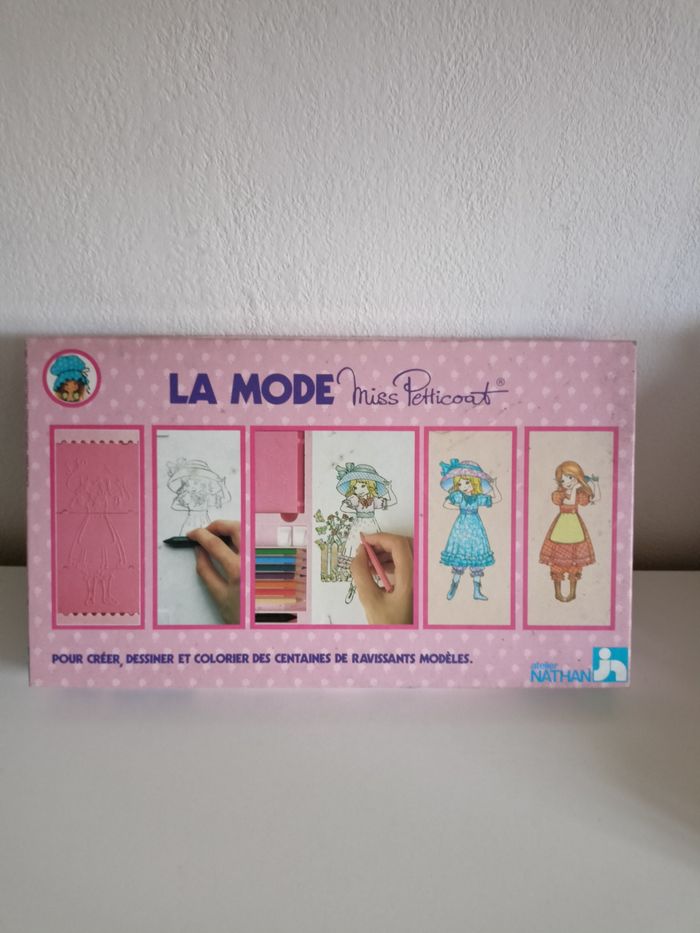 LA MODE Miss Petticoat®
POUR CRÉER, DESSINER ET COLORIER DES CENTAINES DE RAVISSANTS MODÈLES.
atelier
NATHAN